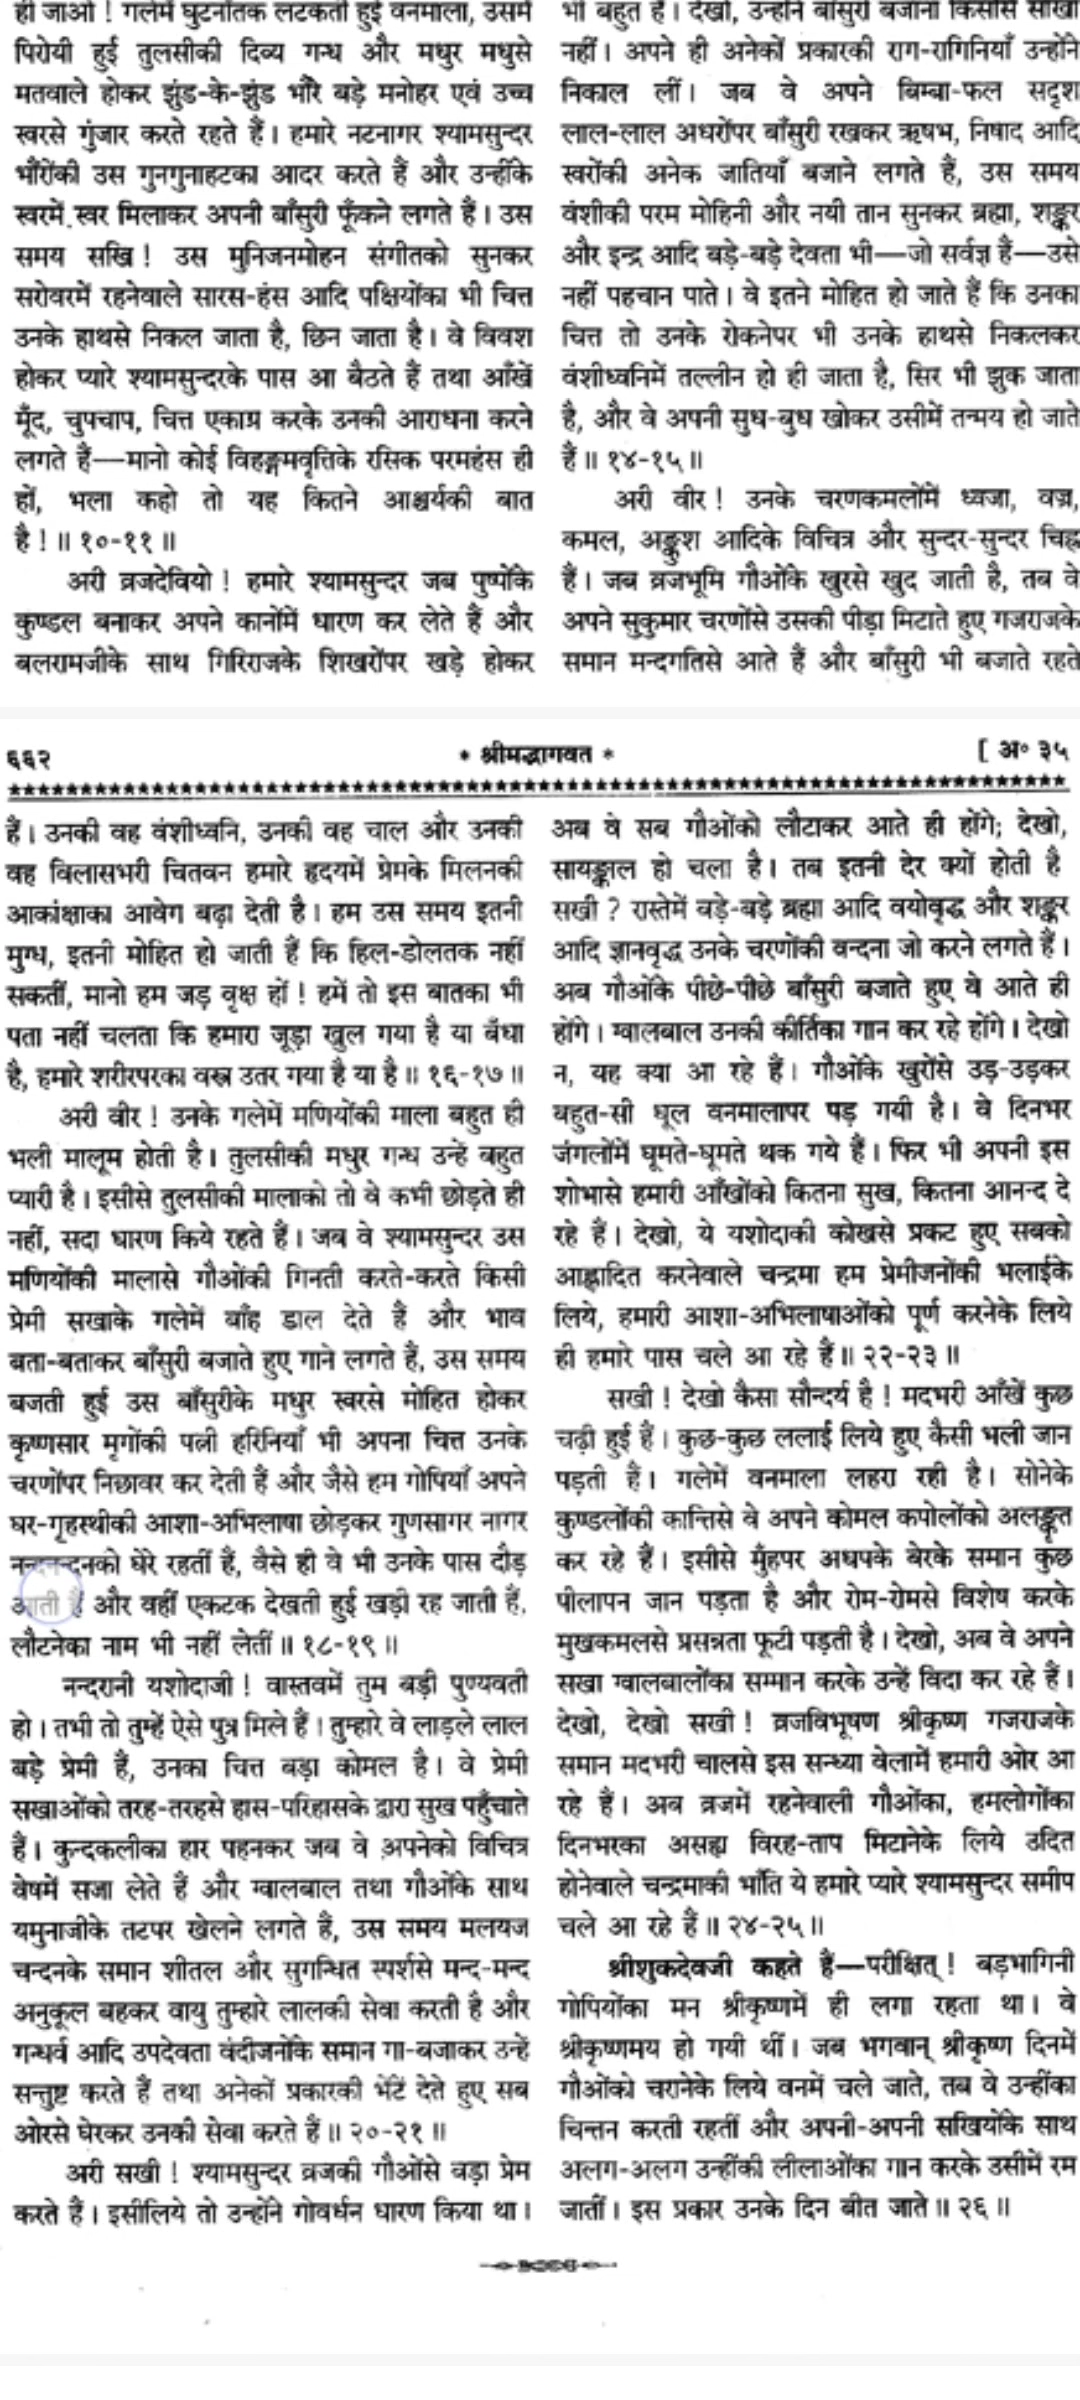 ही जाओ ! गलेमें घुटनोंतक लटकती हुई वनमाला, उसमें
पिरोयी हुई तुलसीकी दिव्य गन्ध और मधुर मधुसे
मतवाले होकर झुंड-के-झुंड भौंरे बड़े मनोहर एवं उच्च
स्वरसे गुंजार करते रहते हैं। हमारे नटनागर श्यामसुन्दर
भौंरोंकी उस गुनगुनाहटका आदर करते हैं और उन्हींके
स्वरमें स्वर मिलाकर अपनी बाँसुरी फूँकने लगते हैं। उस
समय सखि ! उस मुनिजनमोहन संगीतको सुनकर
सरोवरमें रहनेवाले सारस-हंस आदि पक्षियोंका भी चित्त
उनके हाथसे निकल जाता है, छिन जाता है। वे विवश
होकर प्यारे श्यामसुन्दरके पास आ बैठते हैं तथा आँखें
मूँद, चुपचाप, चित्त एकाग्र करके उनकी आराधना करने
लगते हैं—मानो कोई विहङ्गमवृत्तिके रसिक परमहंस ही
हों, भला कहो तो यह कितने आश्चर्यकी बात
है ! ॥ १०-११ ॥
अरी व्रजदेवियो ! हमारे श्यामसुन्दर जब पुष्पोंके
कुण्डल बनाकर अपने कानोंमें धारण कर लेते हैं और
बलरामजीके साथ गिरिराजके शिखरोंपर खड़े होकर
भी बहुत हैं। देखो, उन्होंने बाँसुरी बजाना किसीसे सीखा
नहीं। अपने ही अनेकों प्रकारकी राग-रागिनियाँ उन्होंने
निकाल लीं। जब वे अपने बिम्बा-फल सदृश
लाल-लाल अधरोंपर बाँसुरी रखकर ऋषभ, निषाद आदि
स्वरोंकी अनेक जातियाँ बजाने लगते हैं, उस समय
वंशीकी परम मोहिनी और नयी तान सुनकर ब्रह्मा, शङ्कर
और इन्द्र आदि बड़े-बड़े देवता भी—जो सर्वज्ञ हैं—उसे
नहीं पहचान पाते। वे इतने मोहित हो जाते हैं कि उनका
चित्त तो उनके रोकनेपर भी उनके हाथसे निकलकर
वंशीध्वनिमें तल्लीन हो ही जाता है, सिर भी झुक जाता
है, और वे अपनी सुध-बुध खोकर उसीमें तन्मय हो जाते
हैं ॥ १४-१५ ॥
अरी वीर ! उनके चरणकमलोंमें ध्वजा, वज्र,
कमल, अङ्कुश आदिके विचित्र और सुन्दर-सुन्दर चिह्न
हैं। जब व्रजभूमि गौओंके खुरसे खुद जाती है, तब वे
अपने सुकुमार चरणोंसे उसकी पीड़ा मिटाते हुए गजराजके
समान मन्दगतिसे आते हैं और बाँसुरी भी बजाते रहते
६६२ * श्रीमद्भागवत * [ अ० ३५
हैं। उनकी वह वंशीध्वनि, उनकी वह चाल और उनकी
वह विलासभरी चितवन हमारे हृदयमें प्रेमके मिलनकी
आकांक्षाका आवेग बढ़ा देती है। हम उस समय इतनी
मुग्ध, इतनी मोहित हो जाती हैं कि हिल-डोलतक नहीं
सकतीं, मानो हम जड़ वृक्ष हों ! हमें तो इस बातका भी
पता नहीं चलता कि हमारा जूड़ा खुल गया है या बँधा
है, हमारे शरीरपरका वस्त्र उतर गया है या है ॥ १६-१७ ॥
अरी वीर ! उनके गलेमें मणियोंकी माला बहुत ही
भली मालूम होती है। तुलसीकी मधुर गन्ध उन्हें बहुत
प्यारी है। इसीसे तुलसीकी मालाको तो वे कभी छोड़ते ही
नहीं, सदा धारण किये रहते हैं। जब वे श्यामसुन्दर उस
मणियोंकी मालासे गौओंकी गिनती करते-करते किसी
प्रेमी सखाके गलेमें बाँह डाल देते हैं और भाव
बता-बताकर बाँसुरी बजाते हुए गाने लगते हैं, उस समय
बजती हुई उस बाँसुरीके मधुर स्वरसे मोहित होकर
कृष्णसार मृगोंकी पत्नी हरिनियाँ भी अपना चित्त उनके
चरणोंपर निछावर कर देती हैं और जैसे हम गोपियाँ अपने
घर-गृहस्थीकी आशा-अभिलाषा छोड़कर गुणसागर नागर
नन्दनन्दनको घेरे रहतीं हैं, वैसे ही वे भी उनके पास दौड़
आती हैं और वहीं एकटक देखती हुई खड़ी रह जाती हैं,
लौटनेका नाम भी नहीं लेतीं ॥ १८-१९ ॥
नन्दरानी यशोदाजी ! वास्तवमें तुम बड़ी पुण्यवती
हो। तभी तो तुम्हें ऐसे पुत्र मिले हैं। तुम्हारे वे लाड़ले लाल
बड़े प्रेमी हैं, उनका चित्त बड़ा कोमल है। वे प्रेमी
सखाओंको तरह-तरहसे हास-परिहासके द्वारा सुख पहुँचाते
हैं। कुन्दकलीका हार पहनकर जब वे अपनेको विचित्र
वेषमें सजा लेते हैं और ग्वालबाल तथा गौओंके साथ
यमुनाजीके तटपर खेलने लगते हैं, उस समय मलयज
चन्दनके समान शीतल और सुगन्धित स्पर्शसे मन्द-मन्द
अनुकूल बहकर वायु तुम्हारे लालकी सेवा करती है और
गन्धर्व आदि उपदेवता वंदीजनोंके समान गा-बजाकर उन्हें
सन्तुष्ट करते हैं तथा अनेकों प्रकारकी भेंटें देते हुए सब
ओरसे घेरकर उनकी सेवा करते हैं ॥ २०-२१ ॥
अरी सखी ! श्यामसुन्दर व्रजकी गौओंसे बड़ा प्रेम
करते हैं। इसीलिये तो उन्होंने गोवर्धन धारण किया था।
अब वे सब गौओंको लौटाकर आते ही होंगे; देखो,
सायङ्काल हो चला है। तब इतनी देर क्यों होती है
सखी ? रास्तेमें बड़े-बड़े ब्रह्मा आदि वयोवृद्ध और शङ्कर
आदि ज्ञानवृद्ध उनके चरणोंकी वन्दना जो करने लगते हैं।
अब गौओंके पीछे-पीछे बाँसुरी बजाते हुए वे आते ही
होंगे। ग्वालबाल उनकी कीर्तिका गान कर रहे होंगे। देखो
न, यह क्या आ रहे हैं। गौओंके खुरोंसे उड़-उड़कर
बहुत-सी धूल वनमालापर पड़ गयी है। वे दिनभर
जंगलोंमें घूमते-घूमते थक गये हैं। फिर भी अपनी इस
शोभासे हमारी आँखोंको कितना सुख, कितना आनन्द दे
रहे हैं। देखो, ये यशोदाकी कोखसे प्रकट हुए सबको
आह्लादित करनेवाले चन्द्रमा हम प्रेमीजनोंकी भलाईके
लिये, हमारी आशा-अभिलाषाओंको पूर्ण करनेके लिये
ही हमारे पास चले आ रहे हैं ॥ २२-२३ ॥
सखी ! देखो कैसा सौन्दर्य है ! मदभरी आँखें कुछ
चढ़ी हुई हैं। कुछ-कुछ ललाई लिये हुए कैसी भली जान
पड़ती हैं। गलेमें वनमाला लहरा रही है। सोनेके
कुण्डलोंकी कान्तिसे वे अपने कोमल कपोलोंको अलङ्कृत
कर रहे हैं। इसीसे मुँहपर अधपके बेरके समान कुछ
पीलापन जान पड़ता है और रोम-रोमसे विशेष करके
मुखकमलसे प्रसन्नता फूटी पड़ती है। देखो, अब वे अपने
सखा ग्वालबालोंका सम्मान करके उन्हें विदा कर रहे हैं।
देखो, देखो सखी ! व्रजविभूषण श्रीकृष्ण गजराजके
समान मदभरी चालसे इस सन्ध्या वेलामें हमारी ओर आ
रहे हैं। अब व्रजमें रहनेवाली गौओंका, हमलोगोंका
दिनभरका असह्य विरह-ताप मिटानेके लिये उदित
होनेवाले चन्द्रमाकी भाँति ये हमारे प्यारे श्यामसुन्दर समीप
चले आ रहे हैं ॥ २४-२५ ॥
श्रीशुकदेवजी कहते हैं—परीक्षित् ! बड़भागिनी
गोपियोंका मन श्रीकृष्णमें ही लगा रहता था। वे
श्रीकृष्णमय हो गयी थीं। जब भगवान् श्रीकृष्ण दिनमें
गौओंको चरानेके लिये वनमें चले जाते, तब वे उन्हींका
चिन्तन करती रहतीं और अपनी-अपनी सखियोंके साथ
अलग-अलग उन्हींकी लीलाओंका गान करके उसीमें रम
जातीं। इस प्रकार उनके दिन बीत जाते ॥ २६ ॥